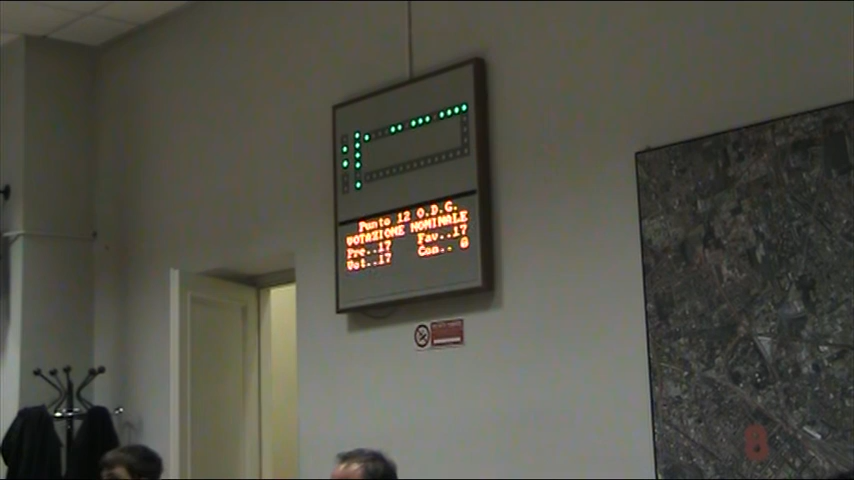 Punto 12 O.D.G.
VOTAZIONE NOMINALE
Pre..17 Fav..17
Vot..17 Con.. 0
8